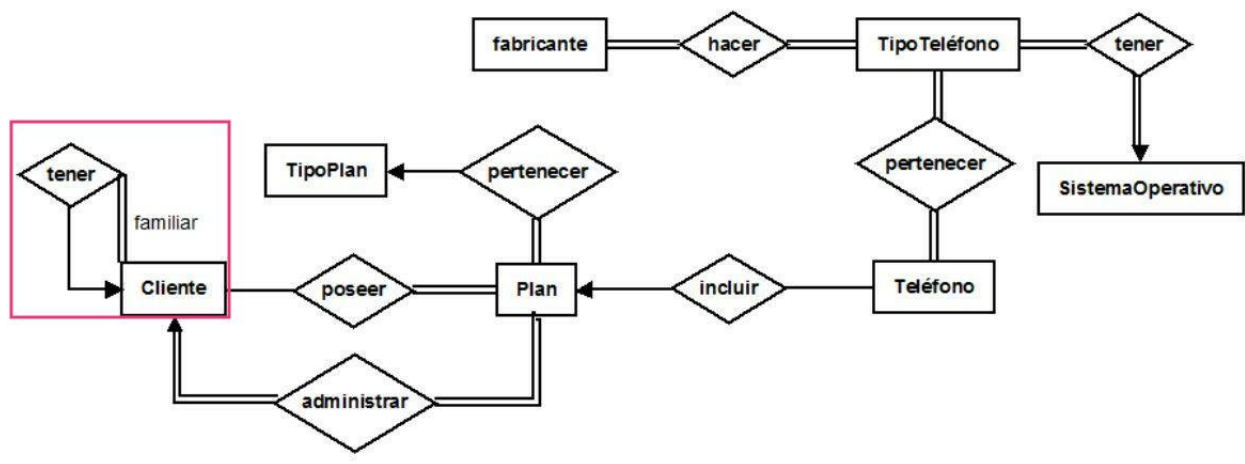 fabricante
hacer
TipoTeléfono
tener
tener
TipoPlan
pertenecer
pertenecer
SistemaOperativo
familiar
Cliente
poseer
Plan
incluir
Teléfono
administrar